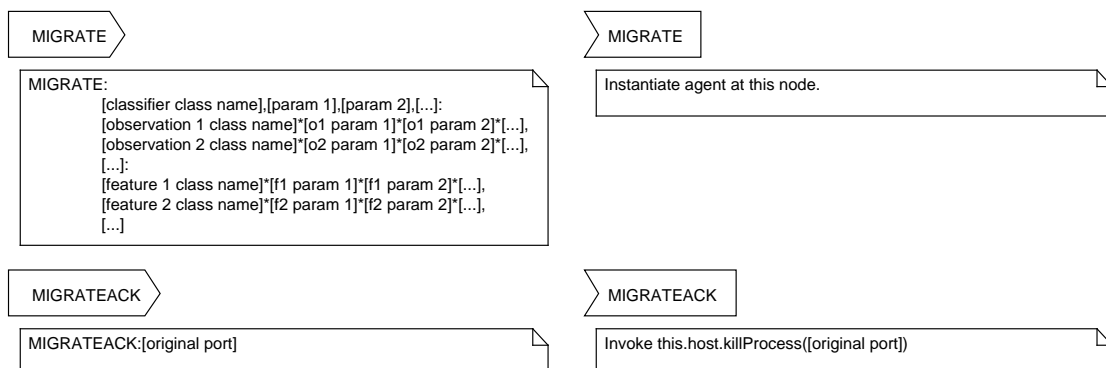 MIGRATE
MIGRATE
MIGRATE:
[classifier class name],[param 1],[param 2],[...]:
[observation 1 class name]*[o1 param 1]*[o1 param 2]*[...],
[observation 2 class name]*[o2 param 1]*[o2 param 2]*[...],
[...]:
[feature 1 class name]*[f1 param 1]*[f1 param 2]*[...],
[feature 2 class name]*[f2 param 1]*[f2 param 2]*[...],
[...]
Instantiate agent at this node.
MIGRATEACK
MIGRATEACK
MIGRATEACK:[original port]
Invoke this.host.killProcess([original port])